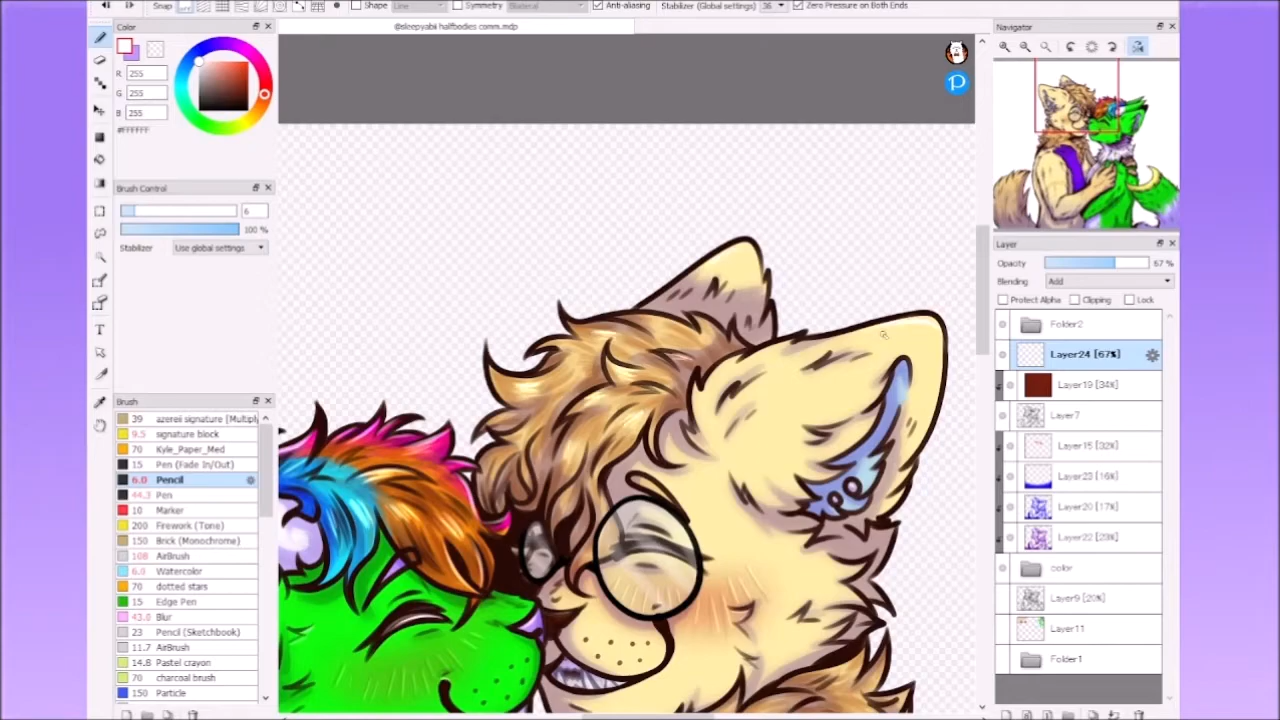 Snap
Shape
Line
Symmetry
Bilateral
Anti-aliasing
Stabilizer (Global settings)
36
Zero Pressure on Both Ends
Color
@sleepyabii halfbodies comm.mdp
Navigator
R
255
G
255
B
255
#FFFFFF
Brush Control
6
100 %
Stabilizer
Use global settings
Layer
Opacity
67 %
Blending
Add
Protect Alpha
Clipping
Lock
Folder2
Layer24 [67%]
Layer19 [34%]
Layer7
Layer15 [32%]
Layer23 [16%]
Layer20 [17%]
Layer22 [23%]
color
Layer9 [20%]
Layer11
Folder1
Brush
39 azereii signature [Multiply
9.5 signature block
70 Kyle_Paper_Med
15 Pen (Fade In/Out)
6.0 Pencil
44.3 Pen
10 Marker
200 Firework (Tone)
150 Brick (Monochrome)
108 AirBrush
6.0 Watercolor
70 dotted stars
15 Edge Pen
43.0 Blur
23 Pencil (Sketchbook)
11.7 AirBrush
14.8 Pastel crayon
70 charcoal brush
150 Particle